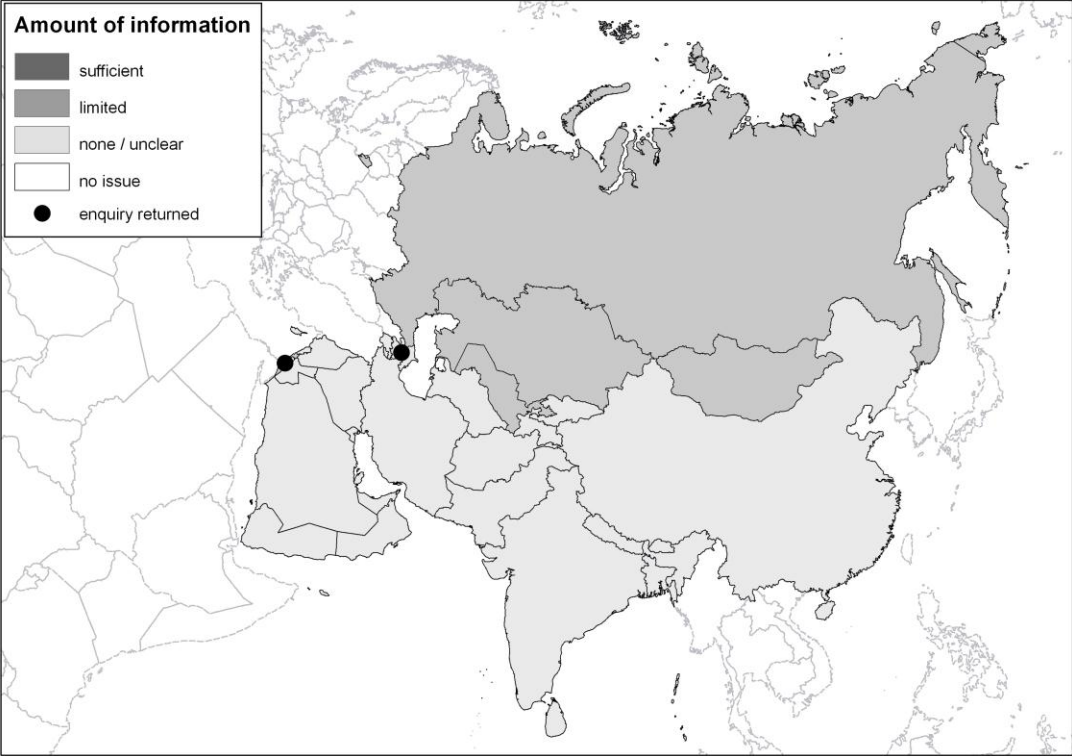 Amount of information
sufficient
limited
none / unclear
no issue
enquiry returned